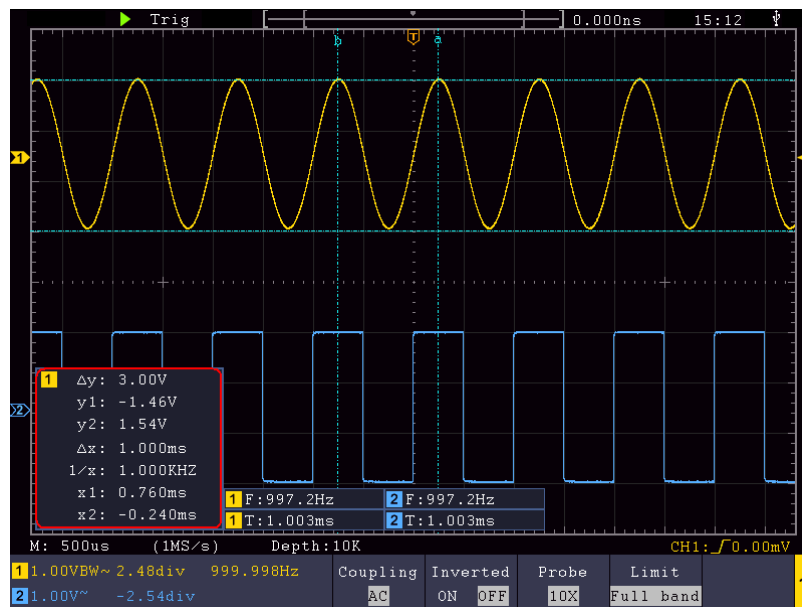 Trig 0.000ns 15:12
b T a
1
2
1 Δy: 3.00V
y1: -1.46V
y2: 1.54V
Δx: 1.000ms
1/x: 1.000KHZ
x1: 0.760ms
x2: -0.240ms
1 F:997.2Hz 2 F:997.2Hz
1 T:1.003ms 2 T:1.003ms
M: 500us (1MS/s) Depth:10K CH1: 0.00mV
1 1.00VBW~ 2.48div 999.998Hz
2 1.00V~ -2.54div
Coupling Inverted Probe Limit
AC ON OFF 10X Full band